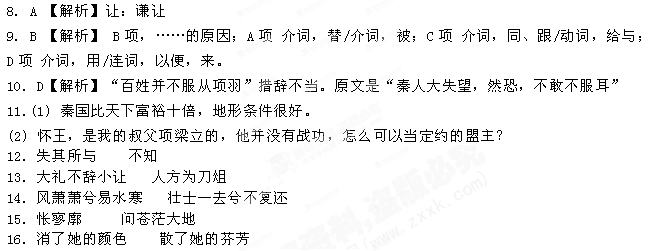 8. A 【解析】让：谦让
9. B 【解析】 B项，……的原因；A项 介词，替/介词，被；C项 介词，同、跟/动词，给与；
D项 介词，用/连词，以便，来。
10. D【解析】“百姓并不服从项羽”措辞不当。原文是“秦人大失望，然恐，不敢不服耳”
11.(1) 秦国比天下富裕十倍，地形条件很好。
(2) 怀王，是我的叔父项梁立的，他并没有战功，怎么可以当定约的盟主？
12. 失其所与 不知
13. 大礼不辞小让 人方为刀俎
14. 风萧萧兮易水寒 壮士一去兮不复还
15. 怅寥廓 问苍茫大地
16. 消了她的颜色 散了她的芬芳